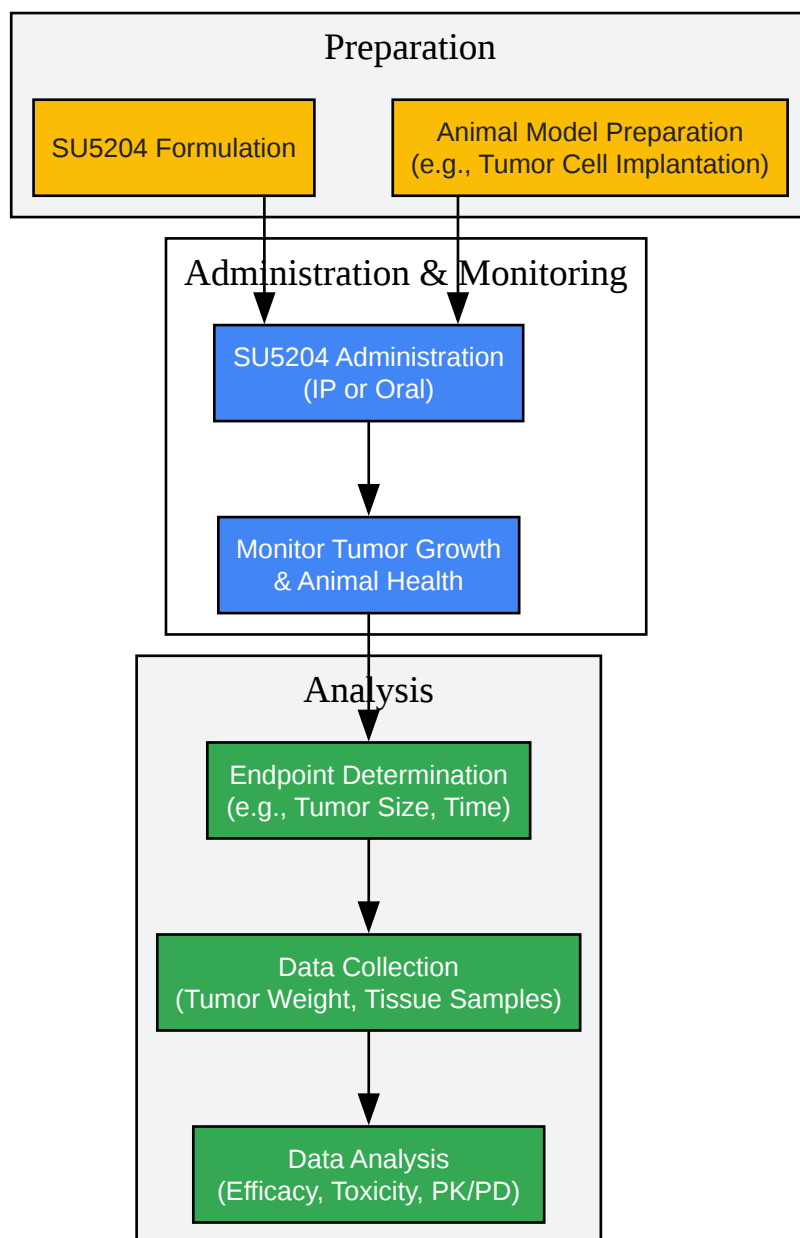 Preparation
SU5204 Formulation
Animal Model Preparation
(e.g., Tumor Cell Implantation)
Administration & Monitoring
SU5204 Administration
(IP or Oral)
Monitor Tumor Growth
& Animal Health
Analysis
Endpoint Determination
(e.g., Tumor Size, Time)
Data Collection
(Tumor Weight, Tissue Samples)
Data Analysis
(Efficacy, Toxicity, PK/PD)